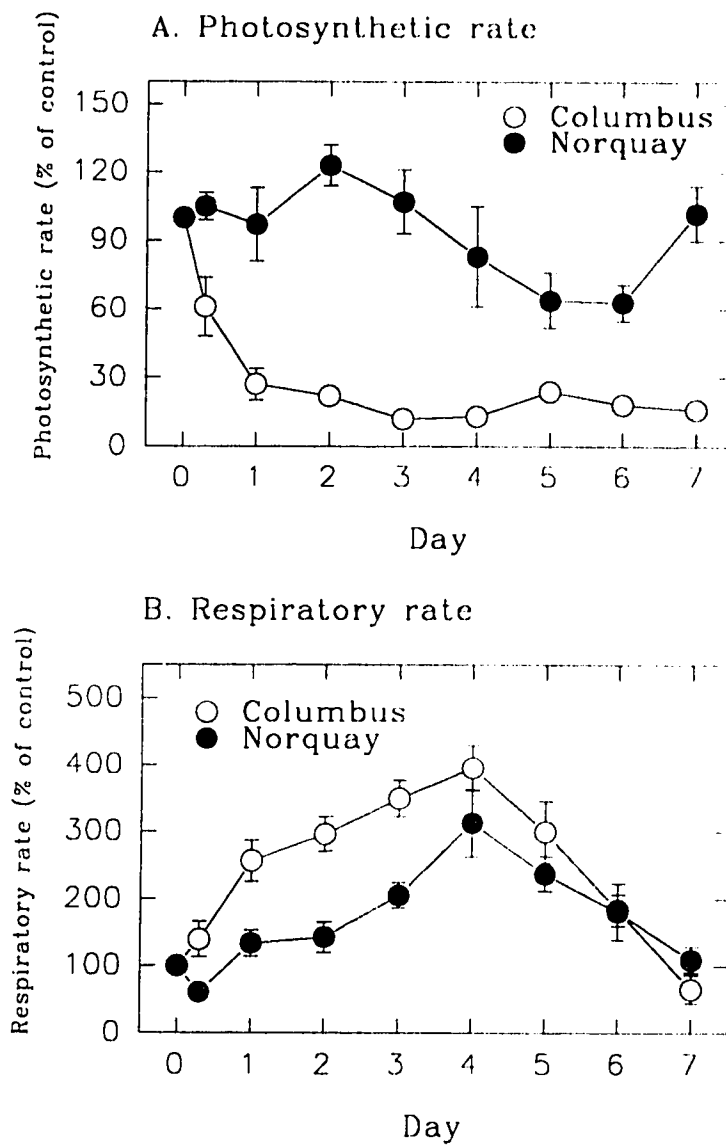 A. Photosynthetic rate
Photosynthetic rate (% of control)
150
120
90
60
30
0
Columbus
Norquay
0 1 2 3 4 5 6 7
Day
B. Respiratory rate
Respiratory rate (% of control)
500
400
300
200
100
0
Columbus
Norquay
0 1 2 3 4 5 6 7
Day